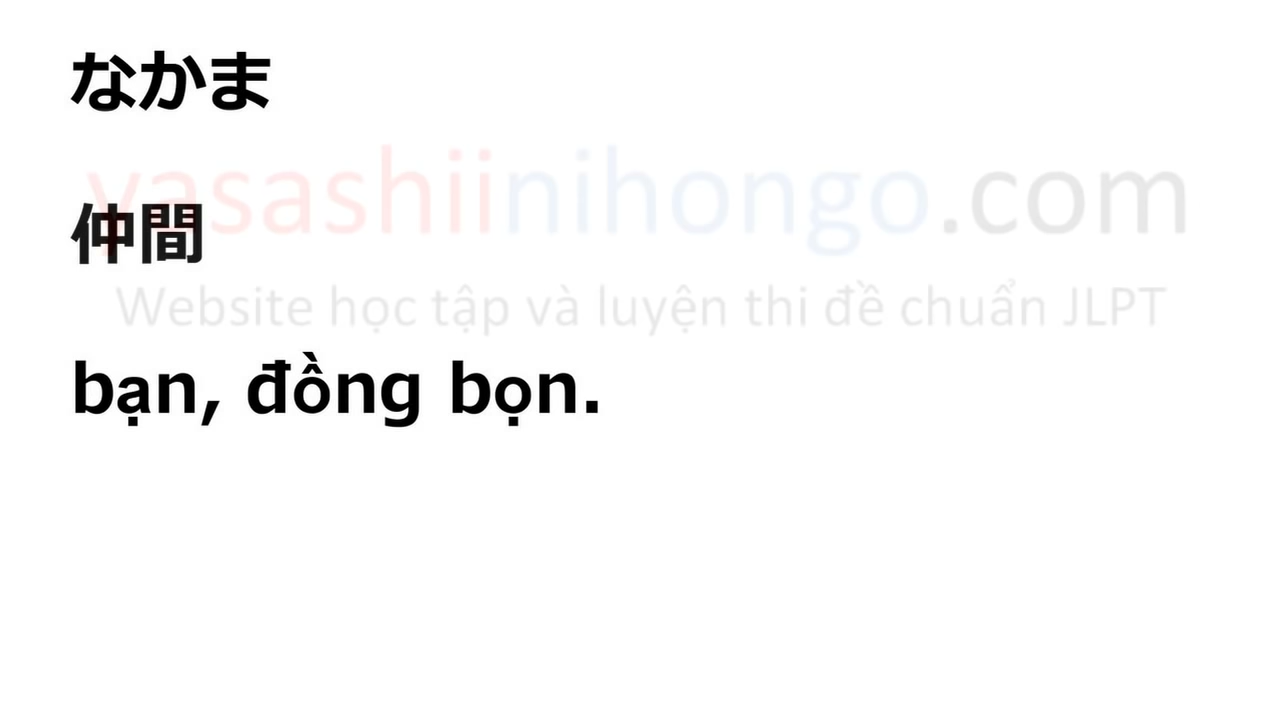 なかま
yasashiinihongo.com
仲間
Website học tập và luyện thi đề chuẩn JLPT
bạn, đồng bọn.